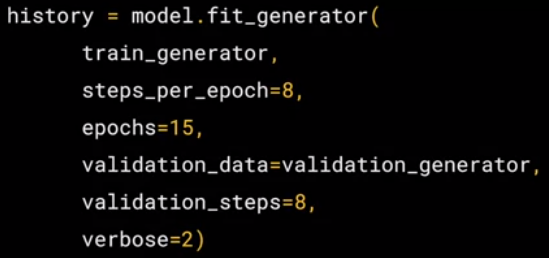 history = model.fit_generator(
train_generator,
steps_per_epoch=8,
epochs=15,
validation_data=validation_generator,
validation_steps=8,
verbose=2)